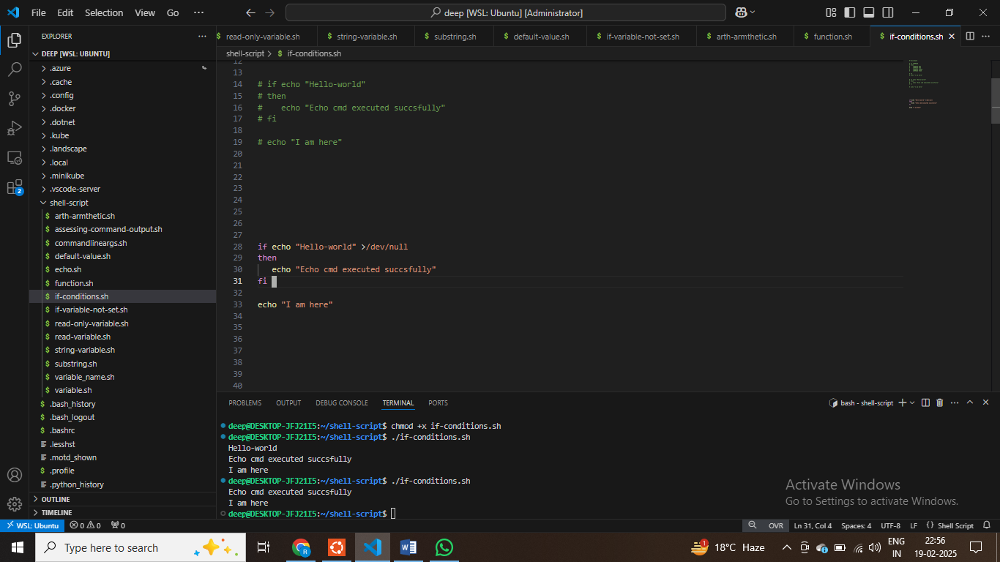 File Edit Selection View Go ··· deep [WSL: Ubuntu] [Administrator]
EXPLORER ···
DEEP [WSL: UBUNTU]
.azure
.cache
.config
.docker
.dotnet
.kube
.landscape
.local
.minikube
.vscode-server
shell-script
$ arth-armthetic.sh
$ assessing-command-output.sh
$ commandlineargs.sh
$ default-value.sh
$ echo.sh
$ function.sh
$ if-conditions.sh
$ if-variable-not-set.sh
$ read-only-variable.sh
$ read-variable.sh
$ string-variable.sh
$ substring.sh
$ variable_name.sh
$ variable.sh
$ .bash_history
$ .bash_logout
$ .bashrc
.lesshst
.motd_shown
$ .profile
.python_history
OUTLINE
TIMELINE
2
$ read-only-variable.sh $ string-variable.sh $ substring.sh $ default-value.sh $ if-variable-not-set.sh $ arth-armthetic.sh $ function.sh $ if-conditions.sh
shell-script > $ if-conditions.sh
12
13
14 # if echo "Hello-world"
15 # then
16 #    echo "Echo cmd executed succsfully"
17 # fi
18
19 # echo "I am here"
20
21
22
23
24
25
26
27
28 if echo "Hello-world" >/dev/null
29 then
30    echo "Echo cmd executed succsfully"
31 fi
32
33 echo "I am here"
34
35
36
37
38
39
40
PROBLEMS OUTPUT DEBUG CONSOLE TERMINAL PORTS bash - shell-script
deep@DESKTOP-JFJ21I5:~/shell-script$ chmod +x if-conditions.sh
deep@DESKTOP-JFJ21I5:~/shell-script$ ./if-conditions.sh
Hello-world
Echo cmd executed succsfully
I am here
deep@DESKTOP-JFJ21I5:~/shell-script$ ./if-conditions.sh
Echo cmd executed succsfully
I am here
deep@DESKTOP-JFJ21I5:~/shell-script$
Activate Windows
Go to Settings to activate Windows.
WSL: Ubuntu 0 0 0 OVR Ln 31, Col 4 Spaces: 4 UTF-8 LF {} Shell Script
Type here to search 1 18°C Haze ENG IN 22:56 19-02-2025